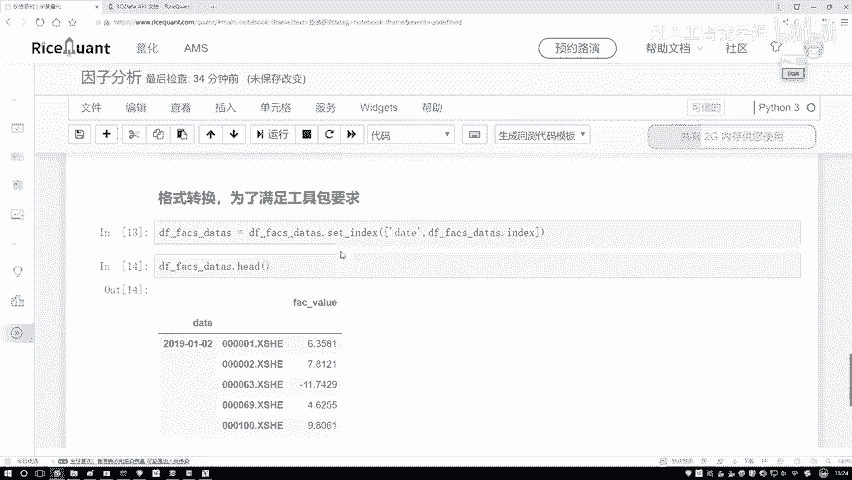 https://www.ricequant.com/quant/
RiceQuant 量化 AMS 预约路演 帮助文档 社区
因子分析 最后检查: 34 分钟前 (未保存改变)
文件 编辑 查看 插入 单元格 服务 Widgets 帮助 可信的 Python 3
运行 代码 生成回测代码模板
格式转换，为了满足工具包要求
In [13]: df_facs_datas = df_facs_datas.set_index(['date',df_facs_datas.index])
In [14]: df_facs_datas.head()
Out[14]:
fac_value
date
2019-01-02 000001.XSHE 6.3581
000002.XSHE 7.8121
000063.XSHE -11.7429
000069.XSHE 4.6255
000100.XSHE 9.8061
15:24